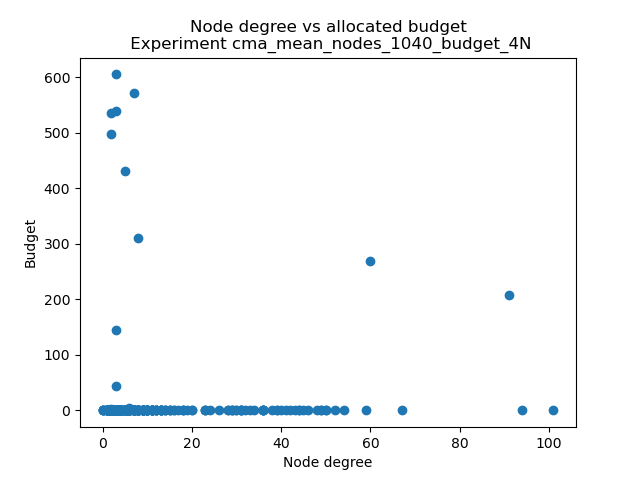 Node degree vs allocated budget
Experiment cma_mean_nodes_1040_budget_4N
600
500
400
300
200
100
0
Budget
0 20 40 60 80 100
Node degree